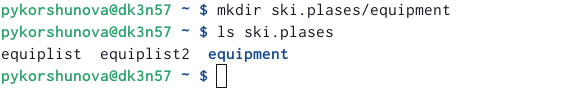 pykorshunova@dk3n57 ~ $ mkdir ski.plases/equipment
pykorshunova@dk3n57 ~ $ ls ski.plases
equiplist  equiplist2  equipment
pykorshunova@dk3n57 ~ $